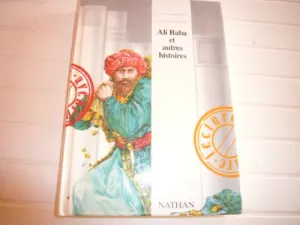 Ali Baba
et
autres
histoires
NATHAN